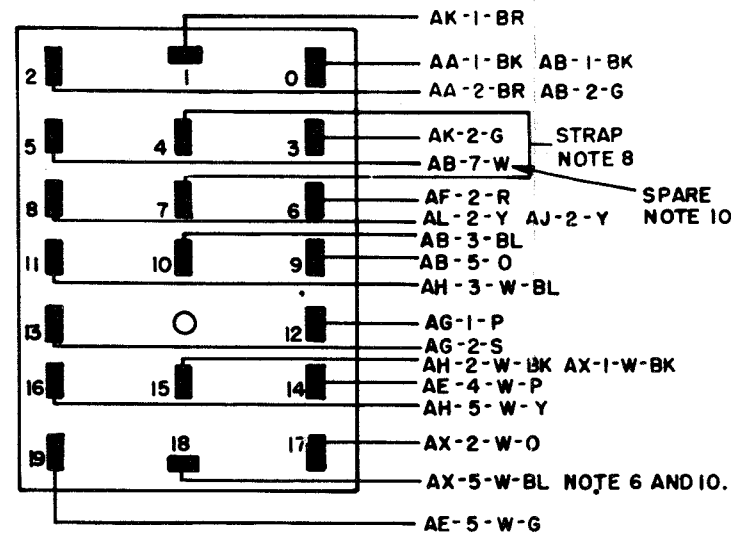 AK-1-BR
2 1 0
AA-1-BK AB-1-BK
AA-2-BR AB-2-G
5 4 3
AK-2-G
STRAP
NOTE 8
AB-7-W
SPARE
NOTE 10
8 7 6
AF-2-R
AL-2-Y AJ-2-Y
AB-3-BL
11 10 9
AB-5-O
AH-3-W-BL
13 12
AG-1-P
AG-2-S
AH-2-W-BK AX-1-W-BK
16 15 14
AE-4-W-P
AH-5-W-Y
19 18 17
AX-2-W-O
AX-5-W-BL NOTE 6 AND 10.
AE-5-W-G